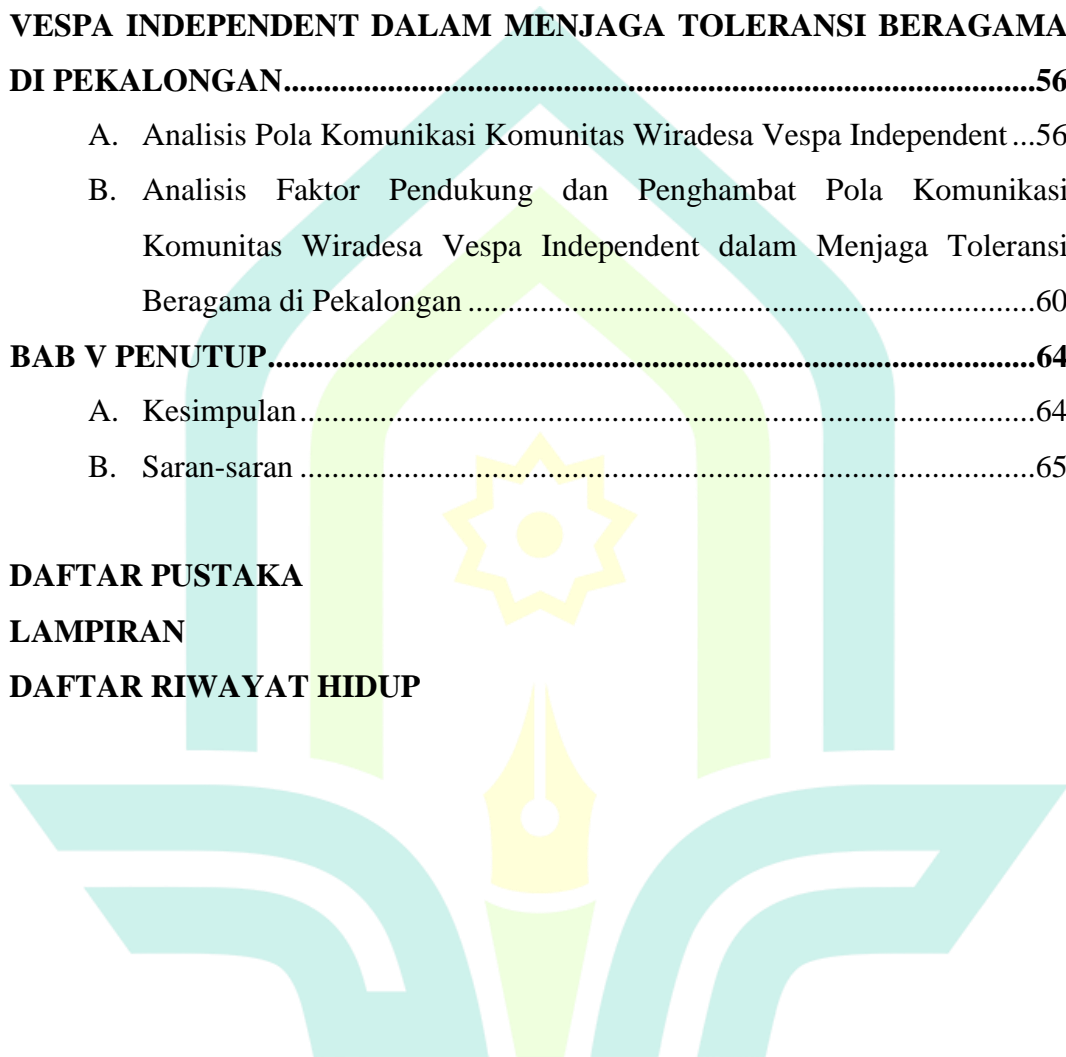 VESPA INDEPENDENT DALAM MENJAGA TOLERANSI BERAGAMA
DI PEKALONGAN.....................................................................................................................56
A. Analisis Pola Komunikasi Komunitas Wiradesa Vespa Independent ...56
B. Analisis Faktor Pendukung dan Penghambat Pola Komunikasi
Komunitas Wiradesa Vespa Independent dalam Menjaga Toleransi
Beragama di Pekalongan .........................................................................................60
BAB V PENUTUP.......................................................................................................................64
A. Kesimpulan.....................................................................................................................64
B. Saran-saran .....................................................................................................................65
DAFTAR PUSTAKA
LAMPIRAN
DAFTAR RIWAYAT HIDUP